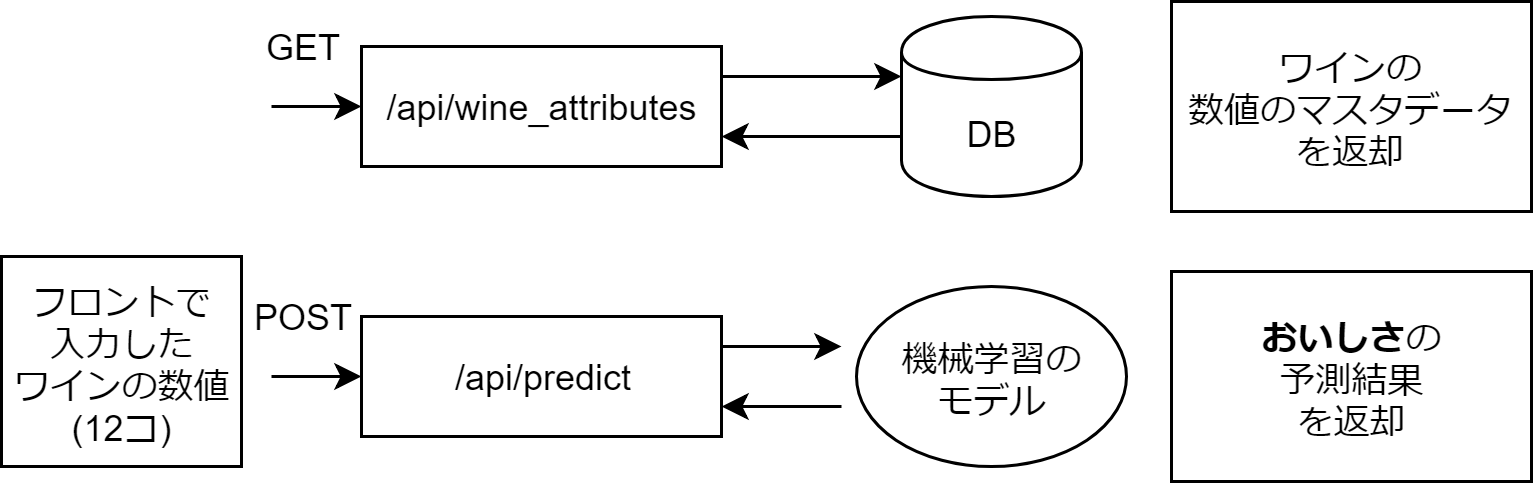 GET
/api/wine_attributes
DB
ワインの
数値のマスタデータ
を返却
フロントで
入力した
ワインの数値
(12コ)
POST
/api/predict
機械学習の
モデル
おいしさの
予測結果
を返却